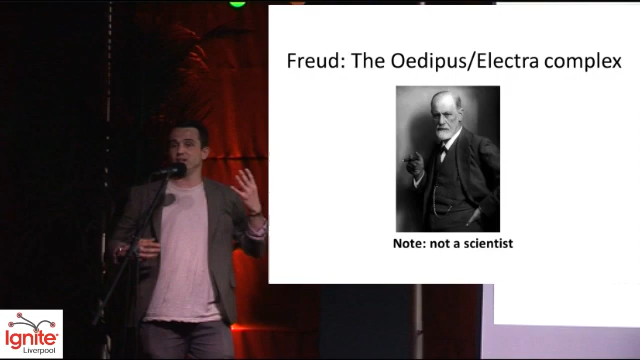 Freud: The Oedipus/Electra complex
Note: not a scientist
Ignite
Liverpool